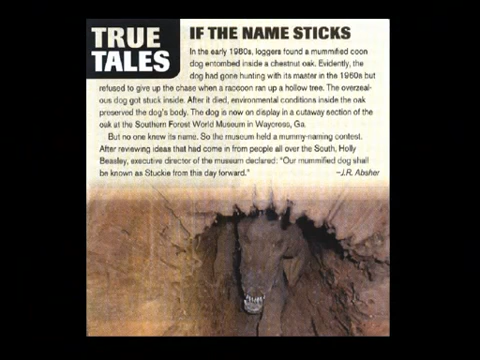 TRUE
TALES
IF THE NAME STICKS
In the early 1980s, loggers found a mummified coon
dog entombed inside a chestnut oak. Evidently, the
dog had gone hunting with its master in the 1960s but
refused to give up the chase when a raccoon ran up a hollow tree. The overzeal-
ous dog got stuck inside. After it died, environmental conditions inside the oak
preserved the dog's body. The dog is now on display in a cutaway section of the
oak at the Southern Forest World Museum in Waycross, Ga.
But no one knew its name. So the museum held a mummy-naming contest.
After reviewing ideas that had come in from people all over the South, Holly
Beasley, executive director of the museum declared: "Our mummified dog shall
be known as Stuckie from this day forward."
–J.R. Absher